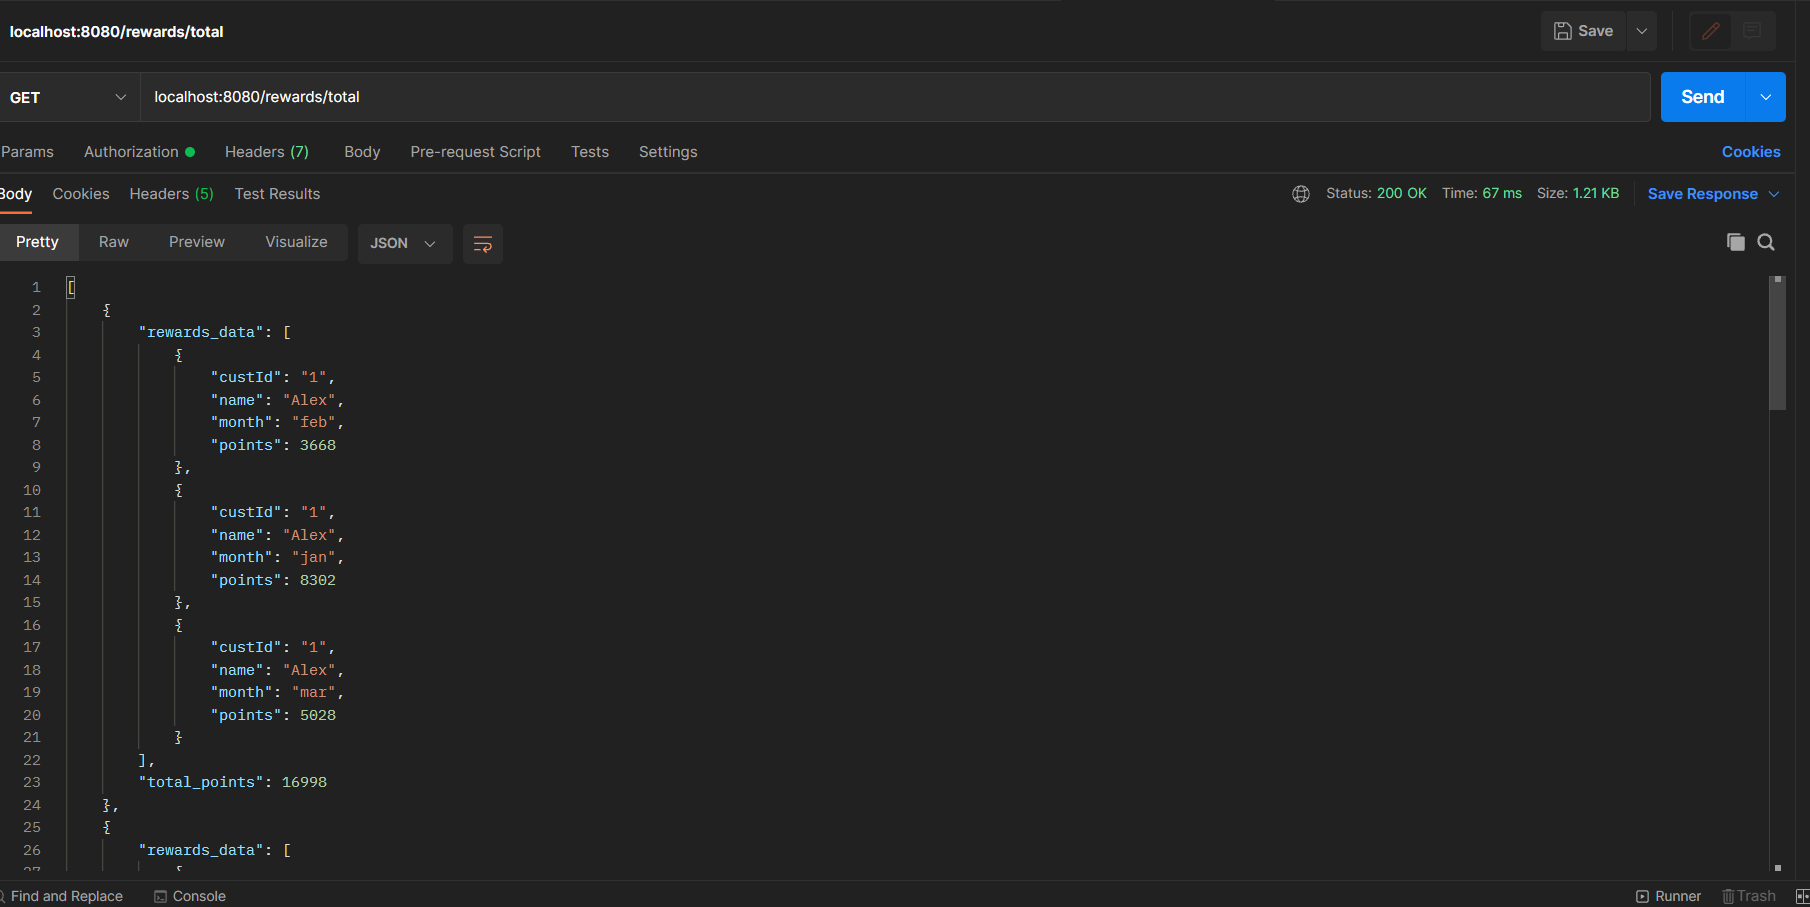 localhost:8080/rewards/total
Save
GET localhost:8080/rewards/total Send
Params Authorization Headers (7) Body Pre-request Script Tests Settings Cookies
Body Cookies Headers (5) Test Results Status: 200 OK Time: 67 ms Size: 1.21 KB Save Response
Pretty Raw Preview Visualize JSON
1 [
2 {
3 "rewards_data": [
4 {
5 "custId": "1",
6 "name": "Alex",
7 "month": "feb",
8 "points": 3668
9 },
10 {
11 "custId": "1",
12 "name": "Alex",
13 "month": "jan",
14 "points": 8302
15 },
16 {
17 "custId": "1",
18 "name": "Alex",
19 "month": "mar",
20 "points": 5028
21 }
22 ],
23 "total_points": 16998
24 },
25 {
26 "rewards_data": [
27 {
Find and Replace Console Runner Trash